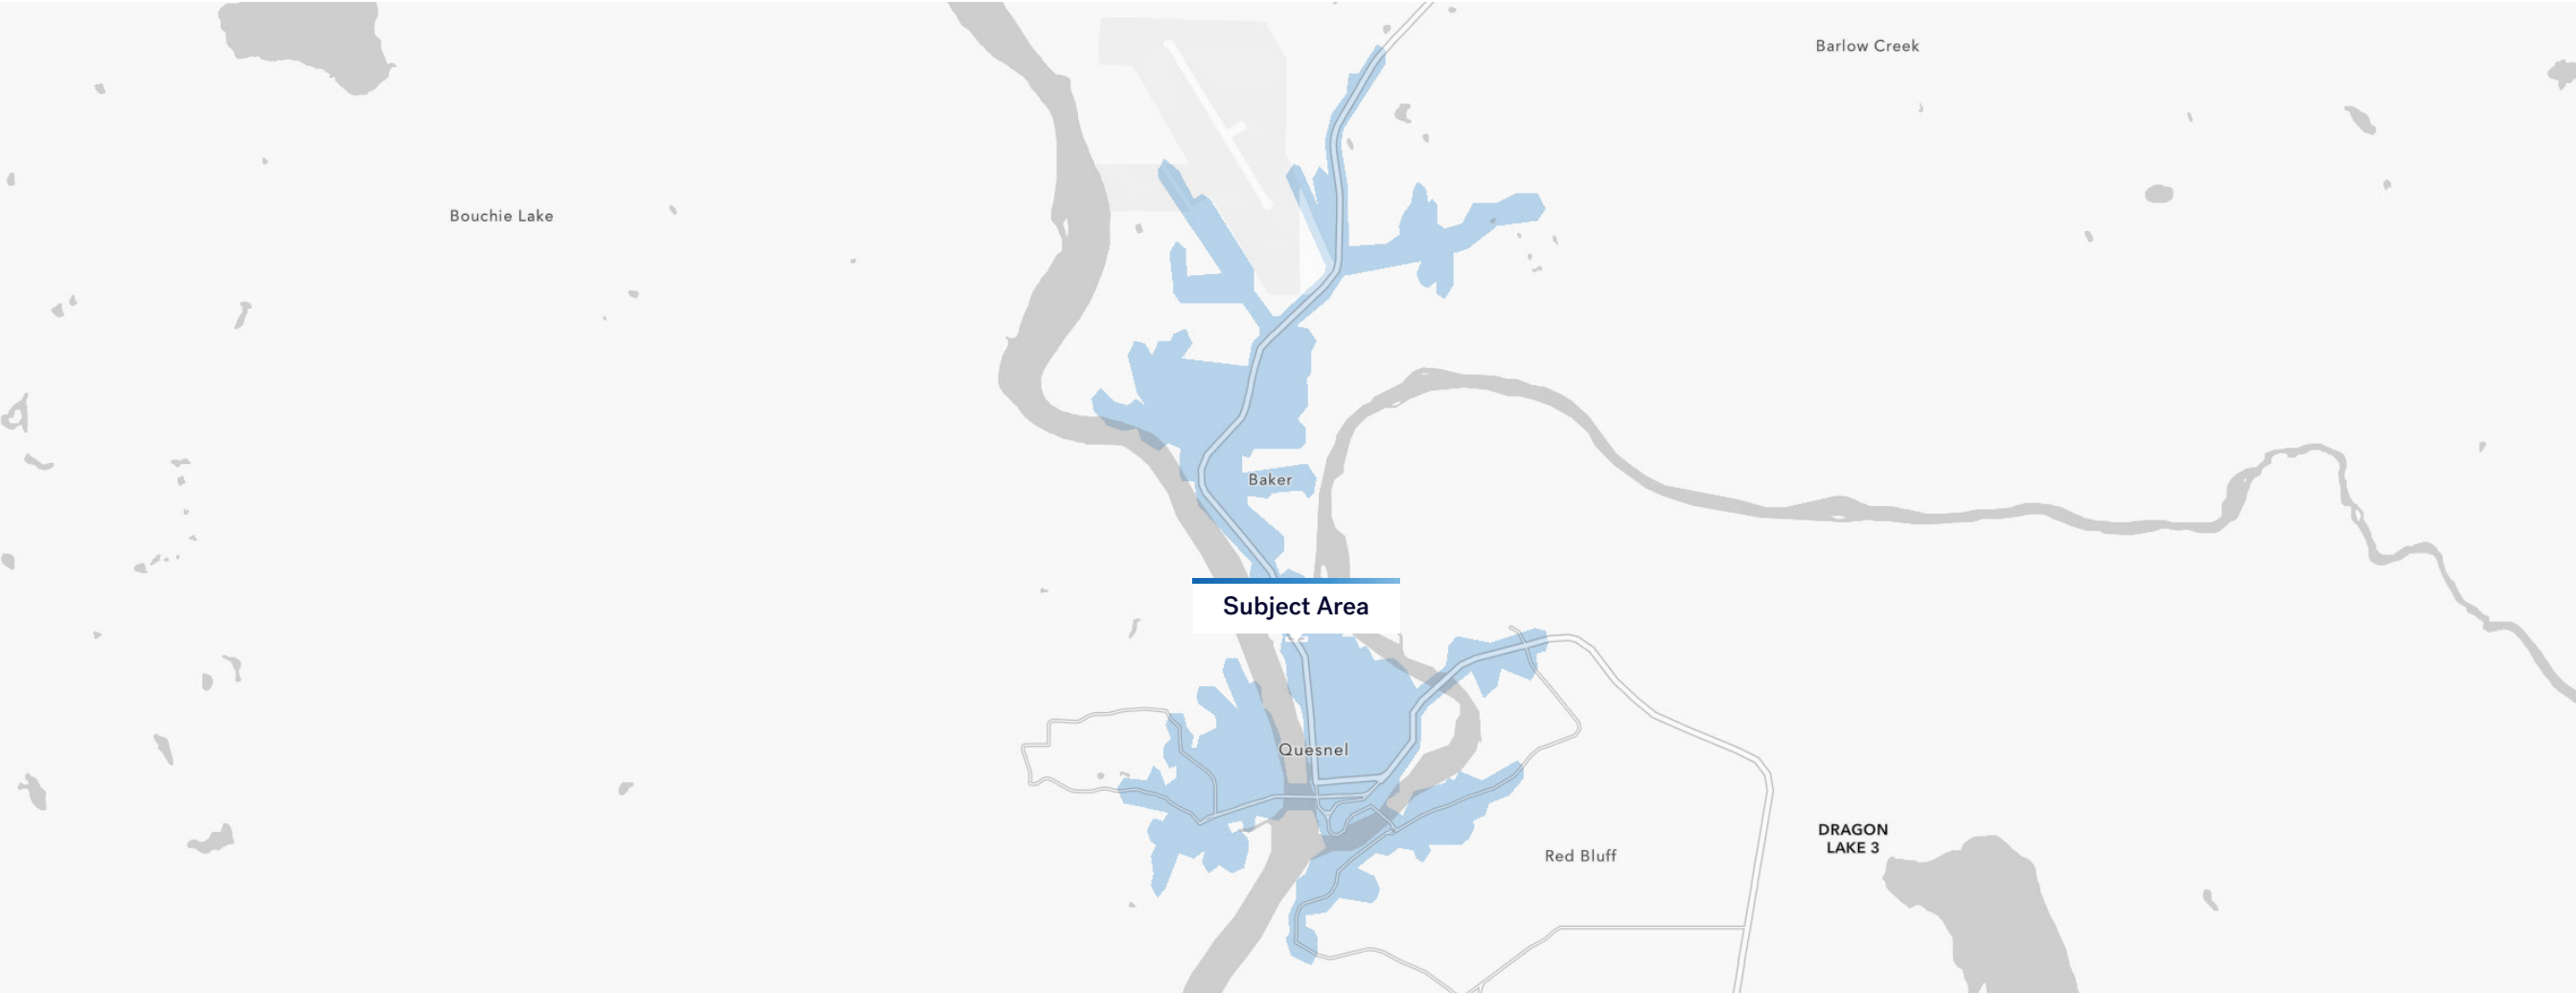 Barlow Creek
Bouchie Lake
Baker
Subject Area
Quesnel
DRAGON
LAKE 3
Red Bluff